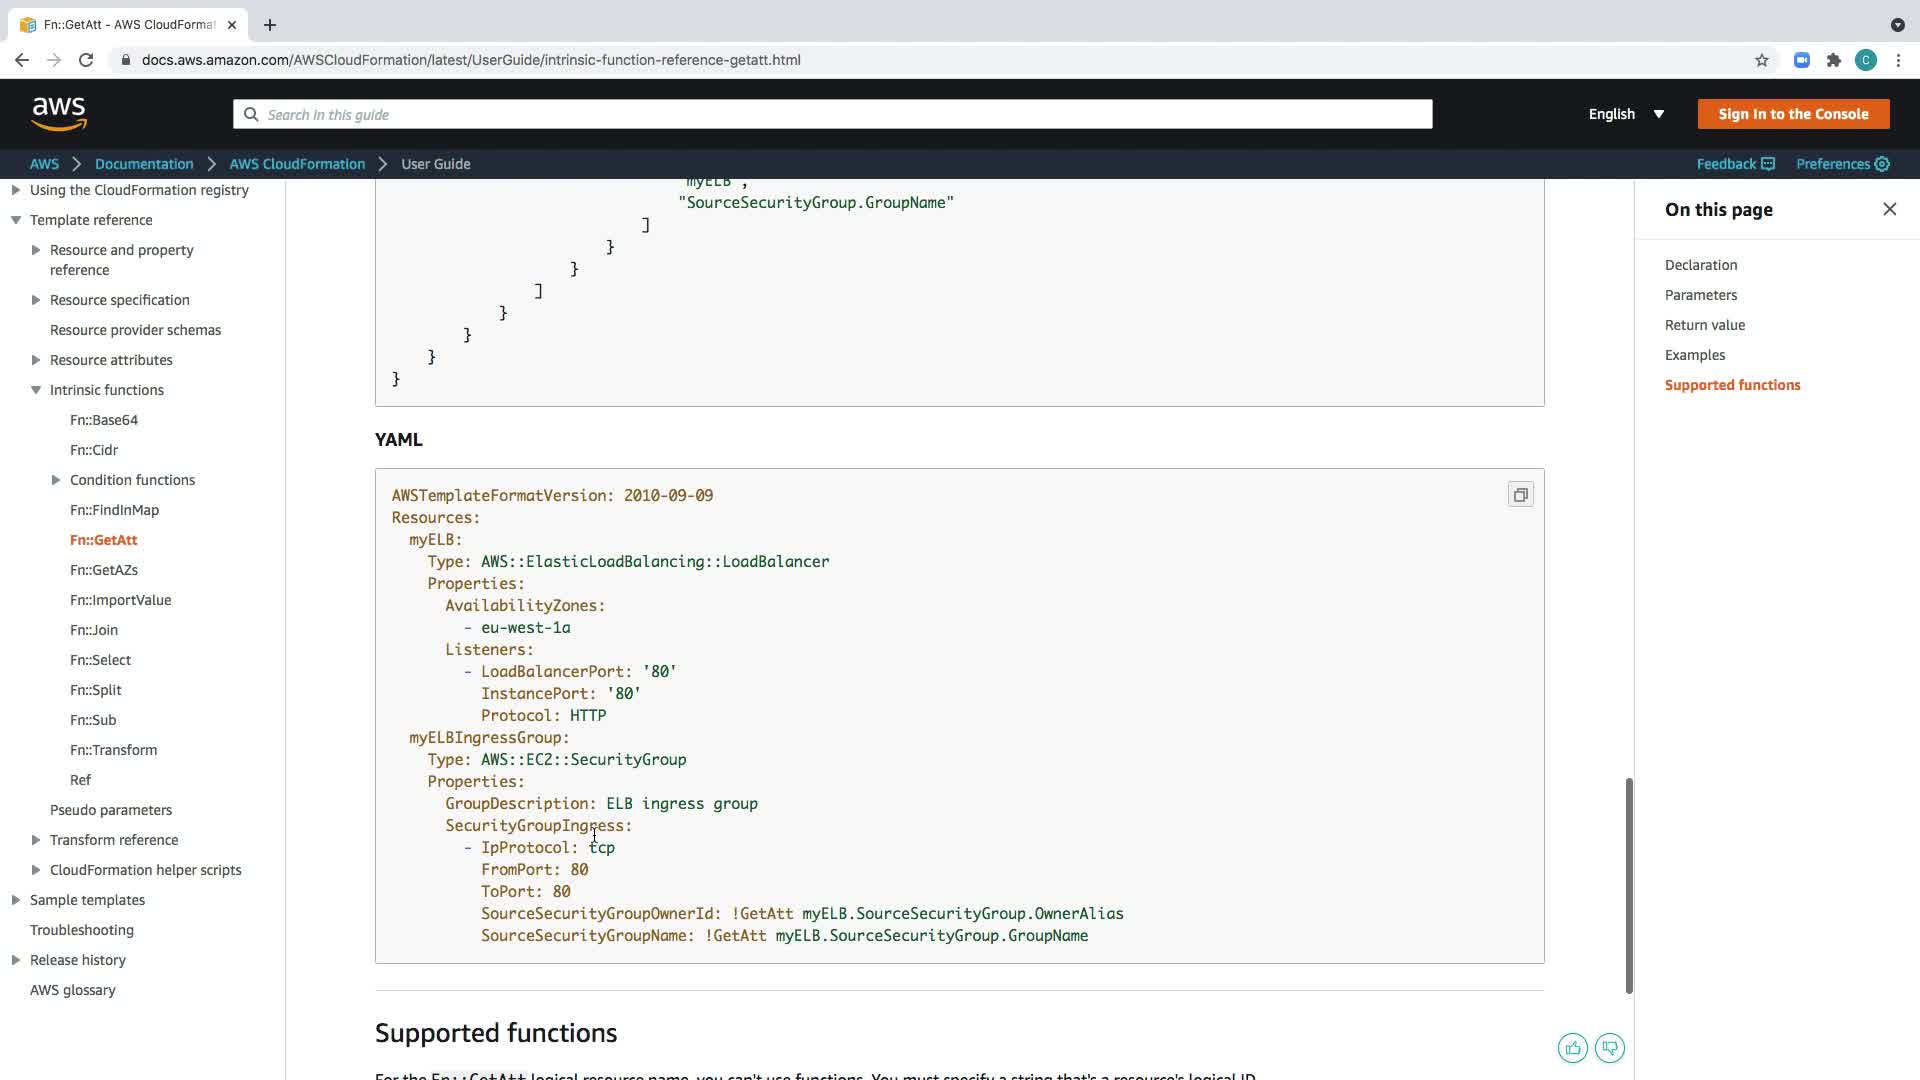 Fn::GetAtt - AWS CloudFormat
docs.aws.amazon.com/AWSCloudFormation/latest/UserGuide/intrinsic-function-reference-getatt.html
C
aws
Search in this guide
English
Sign In to the Console
AWS
Documentation
AWS CloudFormation
User Guide
Feedback
Preferences
Using the CloudFormation registry
Template reference
Resource and property
reference
Resource specification
Resource provider schemas
Resource attributes
Intrinsic functions
Fn::Base64
Fn::Cidr
Condition functions
Fn::FindInMap
Fn::GetAtt
Fn::GetAZs
Fn::ImportValue
Fn::Join
Fn::Select
Fn::Split
Fn::Sub
Fn::Transform
Ref
Pseudo parameters
Transform reference
CloudFormation helper scripts
Sample templates
Troubleshooting
Release history
AWS glossary
"myELB",
"SourceSecurityGroup.GroupName"
]
}
}
]
}
}
}
}
YAML
AWSTemplateFormatVersion: 2010-09-09
Resources:
myELB:
Type: AWS::ElasticLoadBalancing::LoadBalancer
Properties:
AvailabilityZones:
- eu-west-1a
Listeners:
- LoadBalancerPort: '80'
InstancePort: '80'
Protocol: HTTP
myELBIngressGroup:
Type: AWS::EC2::SecurityGroup
Properties:
GroupDescription: ELB ingress group
SecurityGroupIngress:
- IpProtocol: tcp
FromPort: 80
ToPort: 80
SourceSecurityGroupOwnerId: !GetAtt myELB.SourceSecurityGroup.OwnerAlias
SourceSecurityGroupName: !GetAtt myELB.SourceSecurityGroup.GroupName
Supported functions
For the Fn::GetAtt logical resource name, you can't use functions. You must specify a string that's a resource's logical ID.
On this page
Declaration
Parameters
Return value
Examples
Supported functions